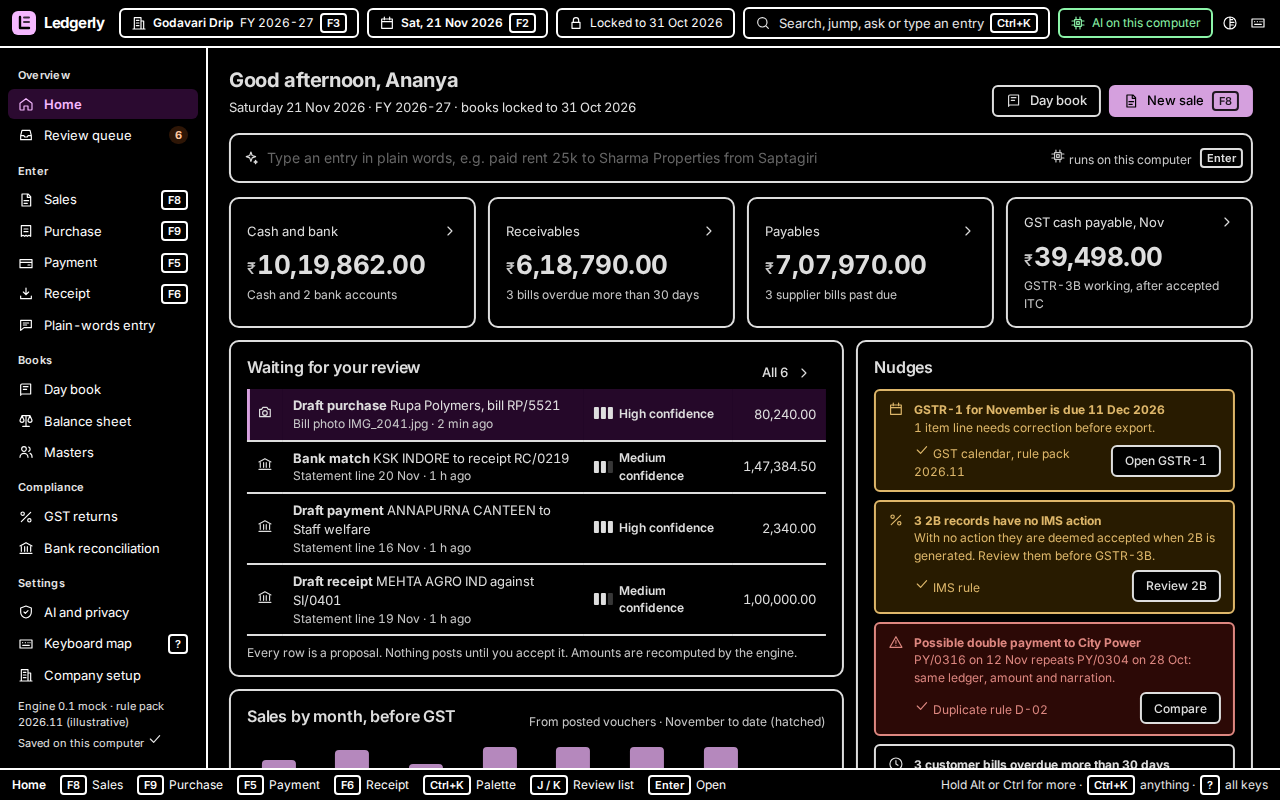 Ledgerly
Godavari Drip FY 2026-27 F3
Sat, 21 Nov 2026 F2
Locked to 31 Oct 2026
Search, jump, ask or type an entry Ctrl+K
AI on this computer
Overview
Home
Review queue 6
Enter
Sales F8
Purchase F9
Payment F5
Receipt F6
Plain-words entry
Books
Day book
Balance sheet
Masters
Compliance
GST returns
Bank reconciliation
Settings
AI and privacy
Keyboard map ?
Company setup
Engine 0.1 mock · rule pack
2026.11 (illustrative)
Saved on this computer
Good afternoon, Ananya
Saturday 21 Nov 2026 · FY 2026-27 · books locked to 31 Oct 2026
Day book
New sale F8
Type an entry in plain words, e.g. paid rent 25k to Sharma Properties from Saptagiri
runs on this computer Enter
Cash and bank
₹10,19,862.00
Cash and 2 bank accounts
Receivables
₹6,18,790.00
3 bills overdue more than 30 days
Payables
₹7,07,970.00
3 supplier bills past due
GST cash payable, Nov
₹39,498.00
GSTR-3B working, after accepted
ITC
Waiting for your review
All 6
Draft purchase Rupa Polymers, bill RP/5521
Bill photo IMG_2041.jpg · 2 min ago
High confidence
80,240.00
Bank match KSK INDORE to receipt RC/0219
Statement line 20 Nov · 1 h ago
Medium
confidence
1,47,384.50
Draft payment ANNAPURNA CANTEEN to
Staff welfare
Statement line 16 Nov · 1 h ago
High confidence
2,340.00
Draft receipt MEHTA AGRO IND against
SI/0401
Statement line 19 Nov · 1 h ago
Medium
confidence
1,00,000.00
Every row is a proposal. Nothing posts until you accept it. Amounts are recomputed by the engine.
Sales by month, before GST
From posted vouchers · November to date (hatched)
Nudges
GSTR-1 for November is due 11 Dec 2026
1 item line needs correction before export.
GST calendar, rule pack
2026.11
Open GSTR-1
3 2B records have no IMS action
With no action they are deemed accepted when 2B is
generated. Review them before GSTR-3B.
IMS rule
Review 2B
Possible double payment to City Power
PY/0316 on 12 Nov repeats PY/0304 on 28 Oct:
same ledger, amount and narration.
Duplicate rule D-02
Compare
3 customer bills overdue more than 30 days
Home F8 Sales F9 Purchase F5 Payment F6 Receipt Ctrl+K Palette J / K Review list Enter Open
Hold Alt or Ctrl for more · Ctrl+K anything · ? all keys